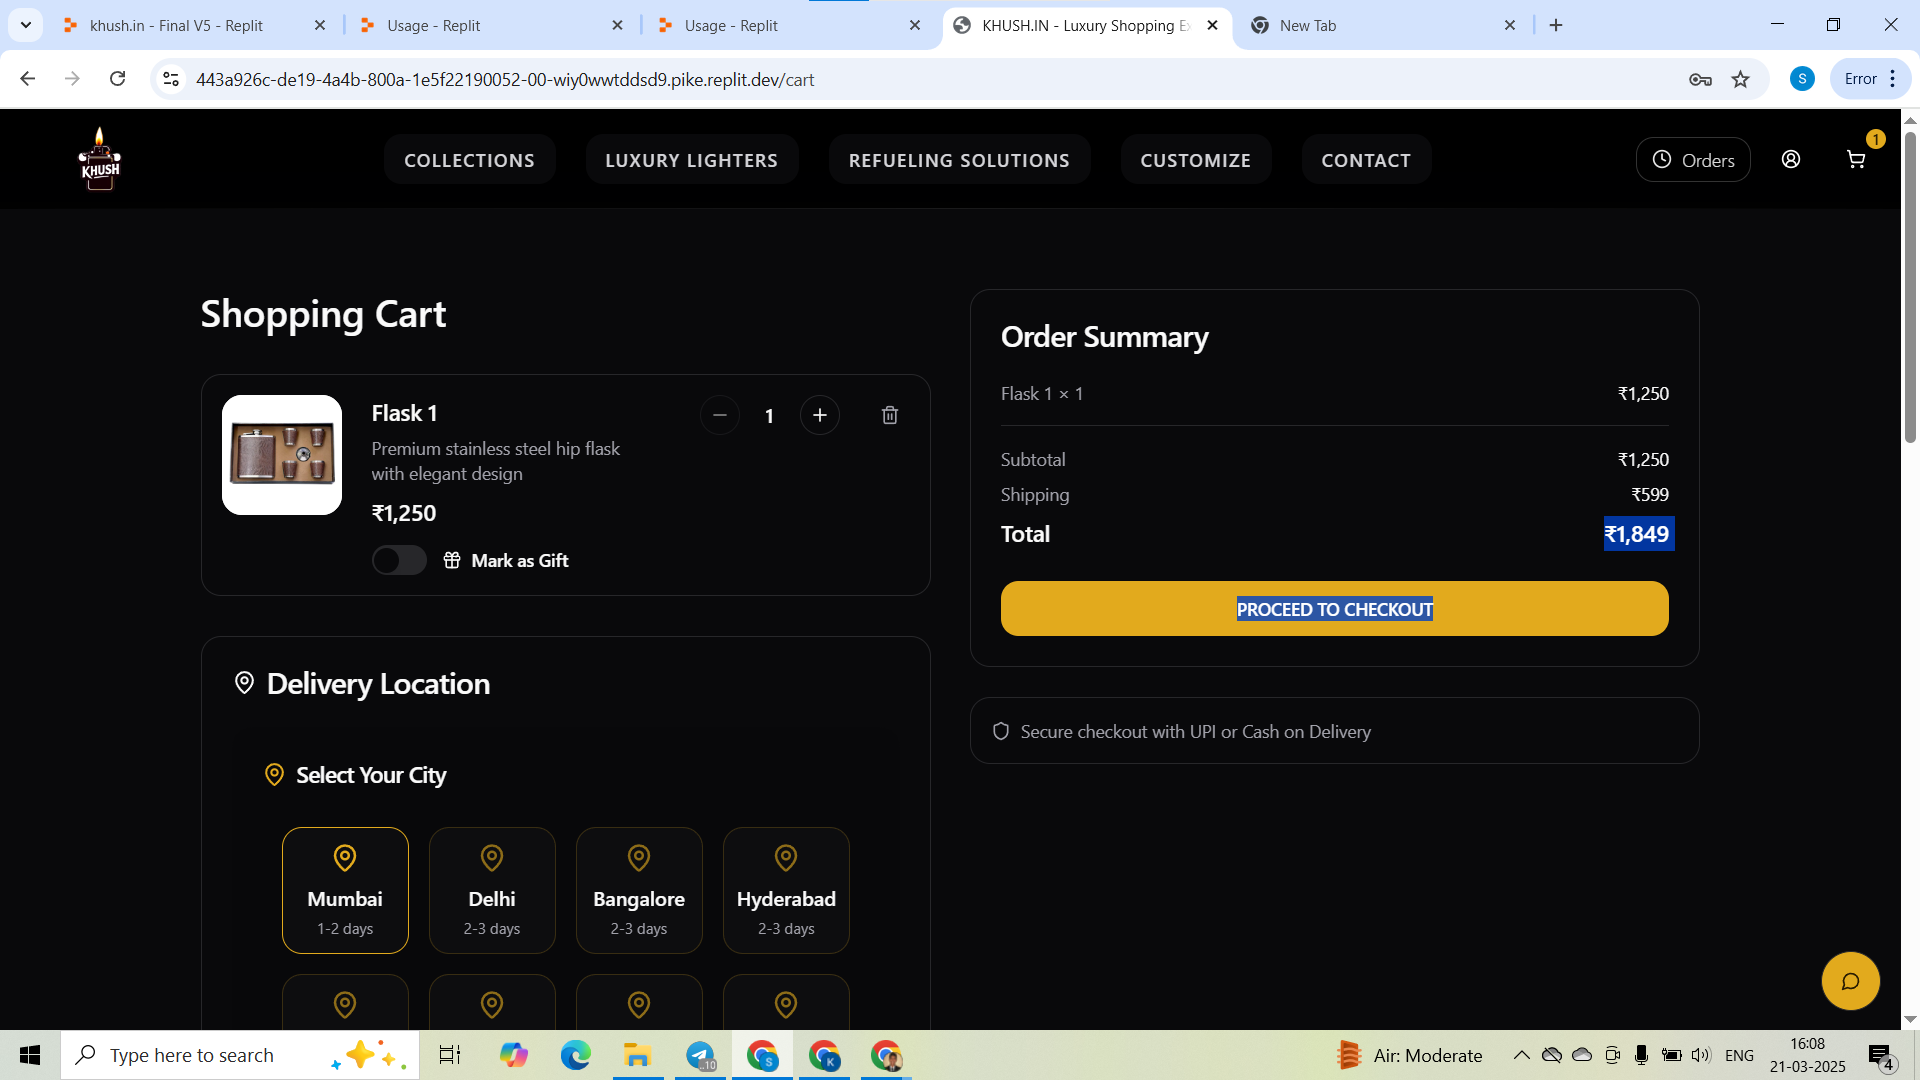 khush.in - Final V5 - Replit
Usage - Replit
Usage - Replit
KHUSH.IN - Luxury Shopping Ex
New Tab
443a926c-de19-4a4b-800a-1e5f22190052-00-wiy0wwtddsd9.pike.replit.dev/cart
S
Error
KHUSH
COLLECTIONS
LUXURY LIGHTERS
REFUELING SOLUTIONS
CUSTOMIZE
CONTACT
Orders
1
Shopping Cart
Flask 1
1
Premium stainless steel hip flask
with elegant design
₹1,250
Mark as Gift
Delivery Location
Select Your City
Mumbai
1-2 days
Delhi
2-3 days
Bangalore
2-3 days
Hyderabad
2-3 days
Order Summary
Flask 1 × 1
₹1,250
Subtotal
₹1,250
Shipping
₹599
Total
₹1,849
PROCEED TO CHECKOUT
Secure checkout with UPI or Cash on Delivery
Type here to search
..10
S
K
Air: Moderate
ENG
16:08
21-03-2025
4